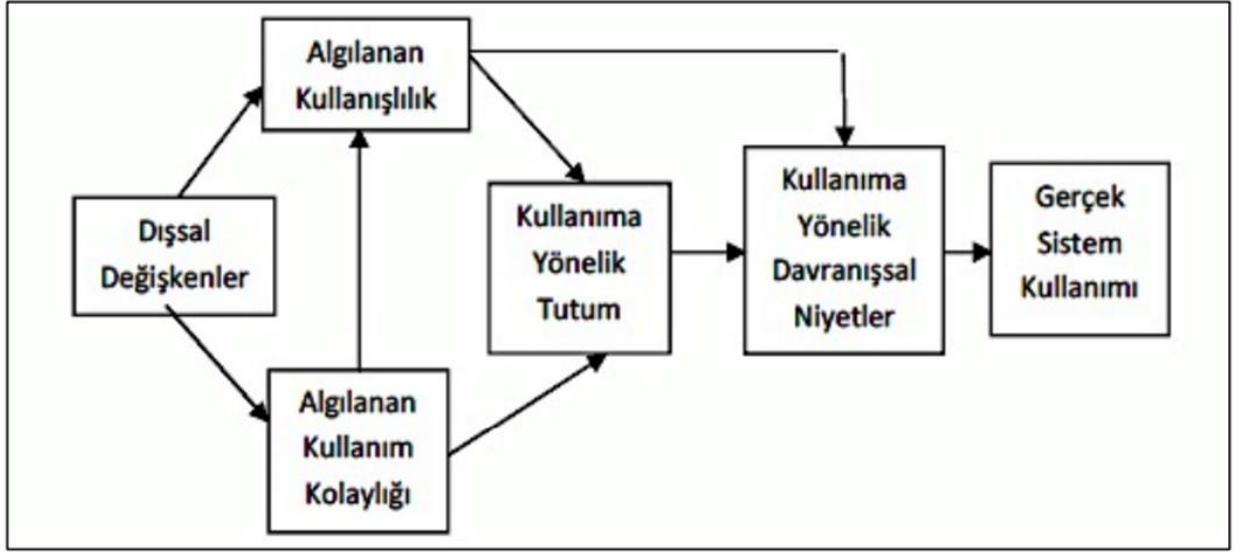 Algılanan
Kullanışlılık
Dışsal
Değişkenler
Algılanan
Kullanım
Kolaylığı
Kullanıma
Yönelik
Tutum
Kullanıma
Yönelik
Davranışsal
Niyetler
Gerçek
Sistem
Kullanımı